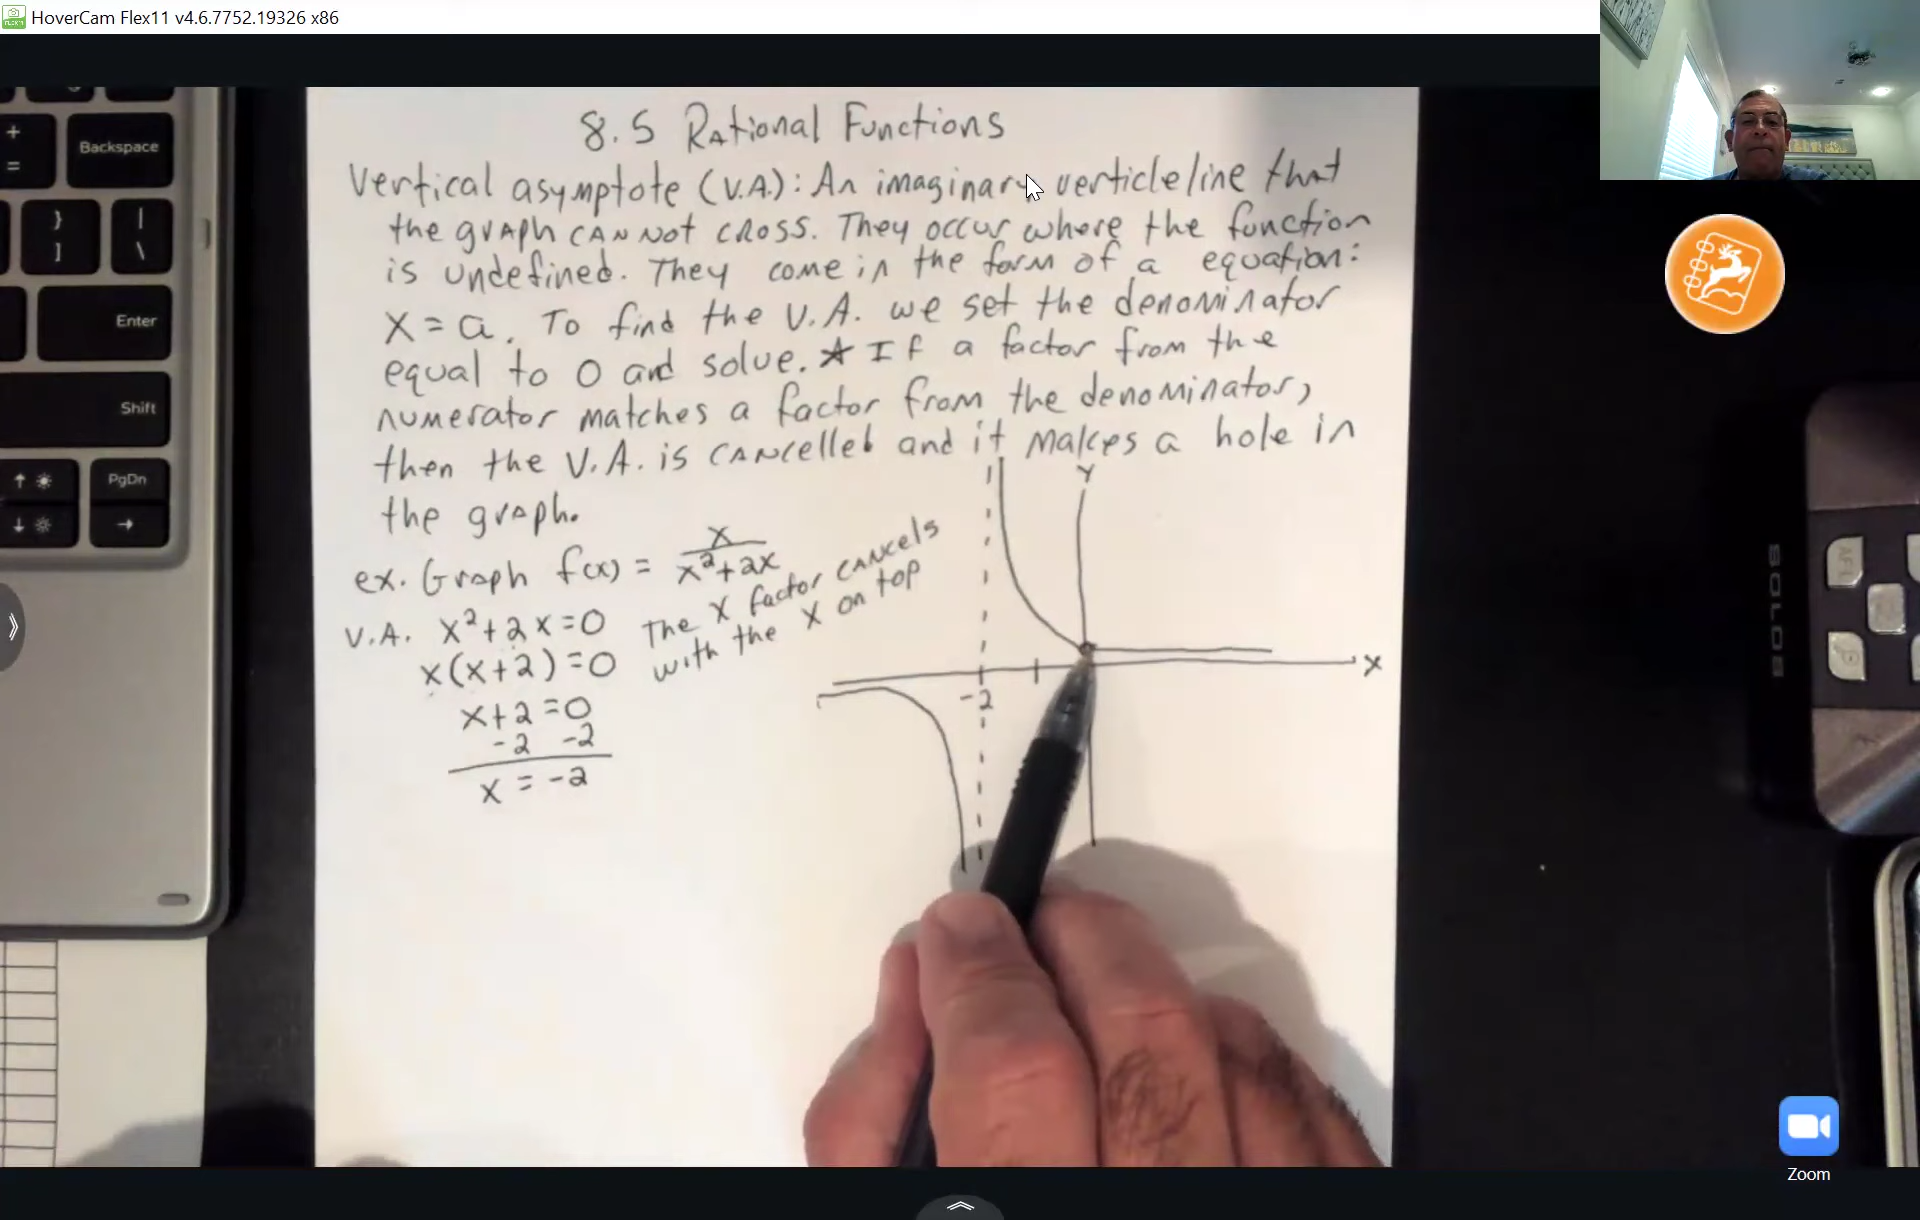 HoverCam Flex11 v4.6.7752.19326 x86
8.5 Rational Functions
Vertical asymptote (V.A.): An imaginary verticle line that
the graph cannot cross. They occur where the function
is undefined. They come in the form of a equation:
x = a. To find the V.A. we set the denominator
equal to 0 and solve. ★ If a factor from the
numerator matches a factor from the denominator,
then the V.A. is cancelled and it makes a hole in
the graph.
ex. Graph f(x) = x / x²+2x
V.A. x²+2x=0
x(x+2)=0
x+2=0
-2 -2
x = -2
The x factor cancels
with the x on top
Y
X
-2
+
=
Backspace
}
]
|
\
Enter
Shift
PgDn
↑
↓
→
SOLO8
Zoom